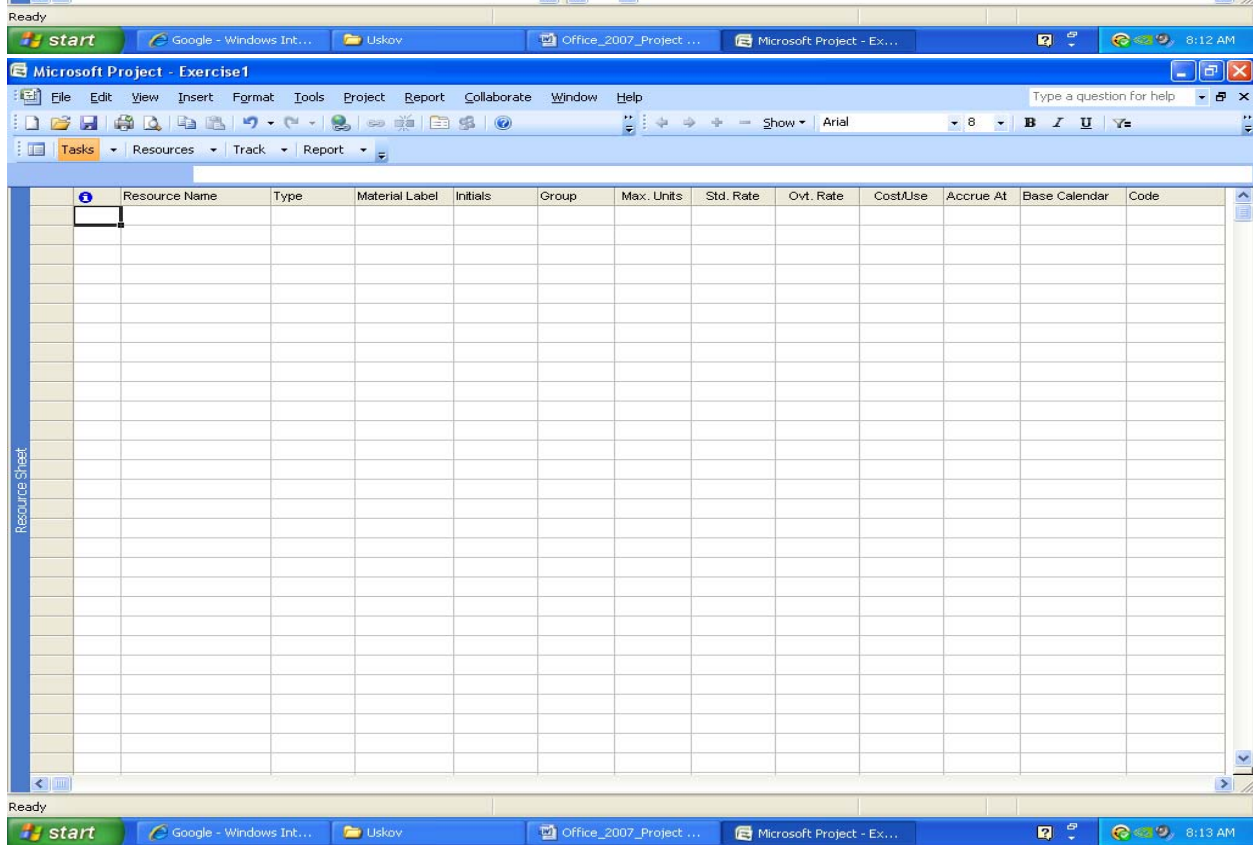 Ready
start Google - Windows Int... Uskov Office_2007_Project ... Microsoft Project - Ex... 8:12 AM
Microsoft Project - Exercise1
File Edit View Insert Format Tools Project Report Collaborate Window Help Type a question for help
Show Arial 8 B I U
Tasks Resources Track Report
Resource Name Type Material Label Initials Group Max. Units Std. Rate Ovt. Rate Cost/Use Accrue At Base Calendar Code
Resource Sheet
Ready
start Google - Windows Int... Uskov Office_2007_Project ... Microsoft Project - Ex... 8:13 AM